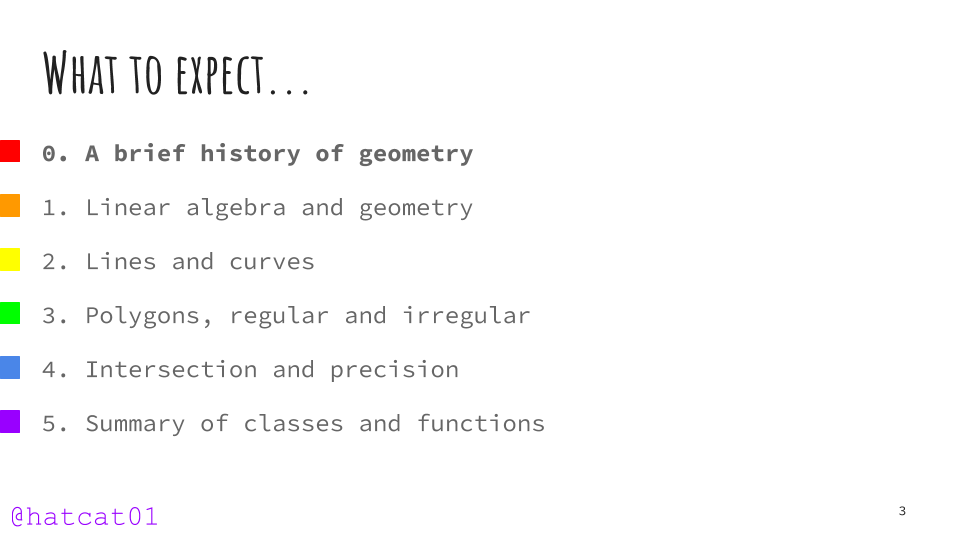 What to expect...
0. A brief history of geometry
1. Linear algebra and geometry
2. Lines and curves
3. Polygons, regular and irregular
4. Intersection and precision
5. Summary of classes and functions
@hatcat01
3